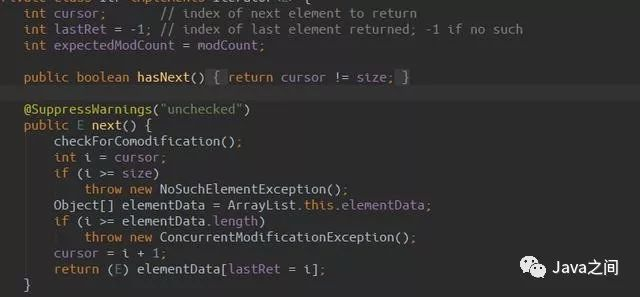 int cursor;       // index of next element to return
int lastRet = -1; // index of last element returned; -1 if no such
int expectedModCount = modCount;
public boolean hasNext() { return cursor != size; }
@SuppressWarnings("unchecked")
public E next() {
checkForComodification();
int i = cursor;
if (i >= size)
throw new NoSuchElementException();
Object[] elementData = ArrayList.this.elementData;
if (i >= elementData.length)
throw new ConcurrentModificationException();
cursor = i + 1;
return (E) elementData[lastRet = i];
}
Java之间